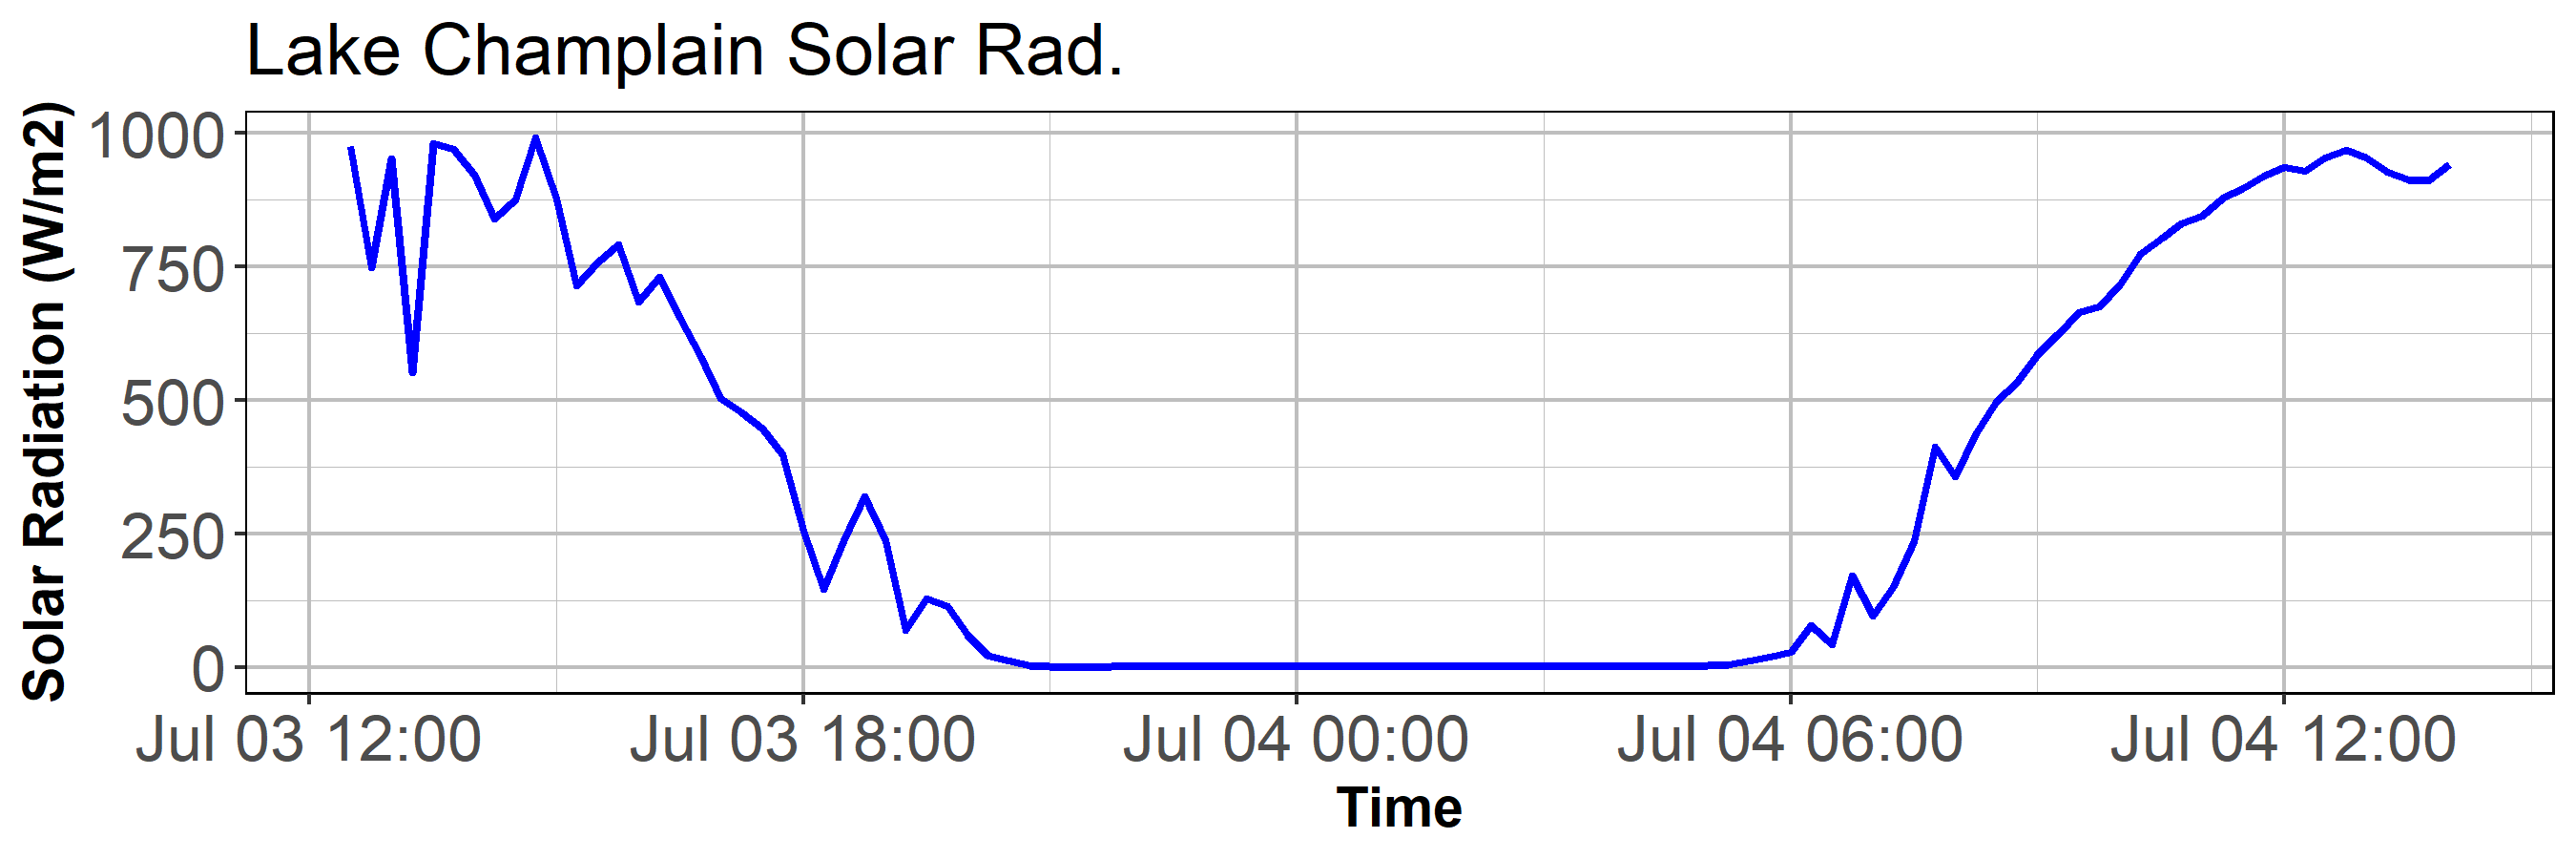 Lake Champlain Solar Rad.
Solar Radiation (W/m2)
1000
750
500
250
0
Jul 03 12:00 Jul 03 18:00 Jul 04 00:00 Jul 04 06:00 Jul 04 12:00
Time